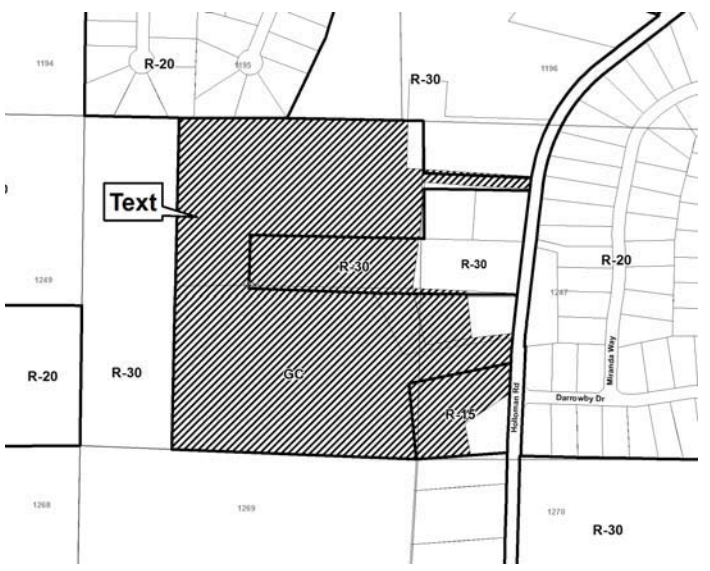 1194
R-20
1195
R-30
1196
Text
R-30
R-30
R-20
1249
1247
R-20
R-30
GC
R-15
Miranda Way
Darrowby Dr
Holloman Rd
1268
1269
1270
R-30